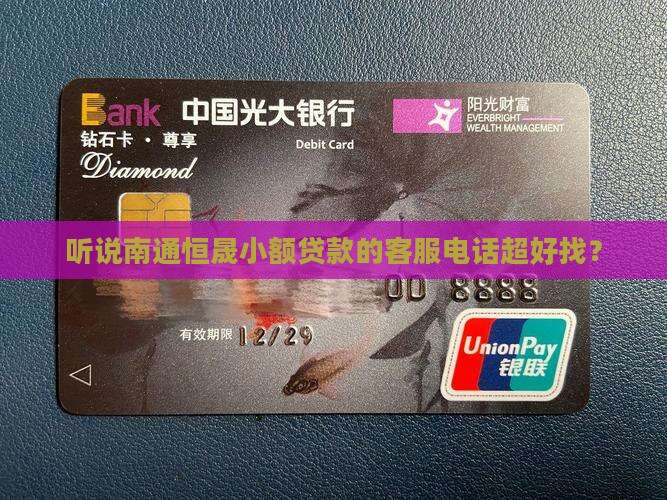 Bank 中国光大银行
阳光财富
EVERBRIGHT
WEALTH MANAGEMENT
钻石卡·尊享
Debit Card
Diamond
听说南通恒晟小额贷款的客服电话超好找？
00 8888
有效期限 12/29
UnionPay
银联